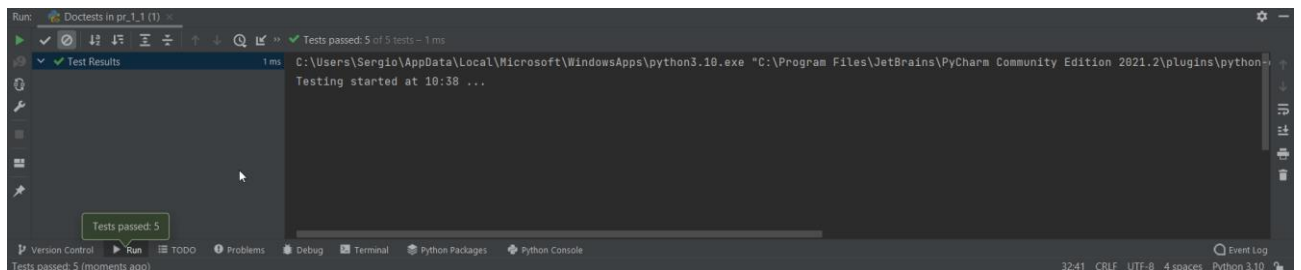 Run: Doctests in pr_1_1 (1) ×
» Tests passed: 5 of 5 tests – 1 ms
Test Results 1 ms
C:\Users\Sergio\AppData\Local\Microsoft\WindowsApps\python3.10.exe "C:\Program Files\JetBrains\PyCharm Community Edition 2021.2\plugins\python-
Testing started at 10:38 ...
Tests passed: 5
Version Control Run TODO Problems Debug Terminal Python Packages Python Console Event Log
Tests passed: 5 (moments ago) 32:41 CRLF UTF-8 4 spaces Python 3.10